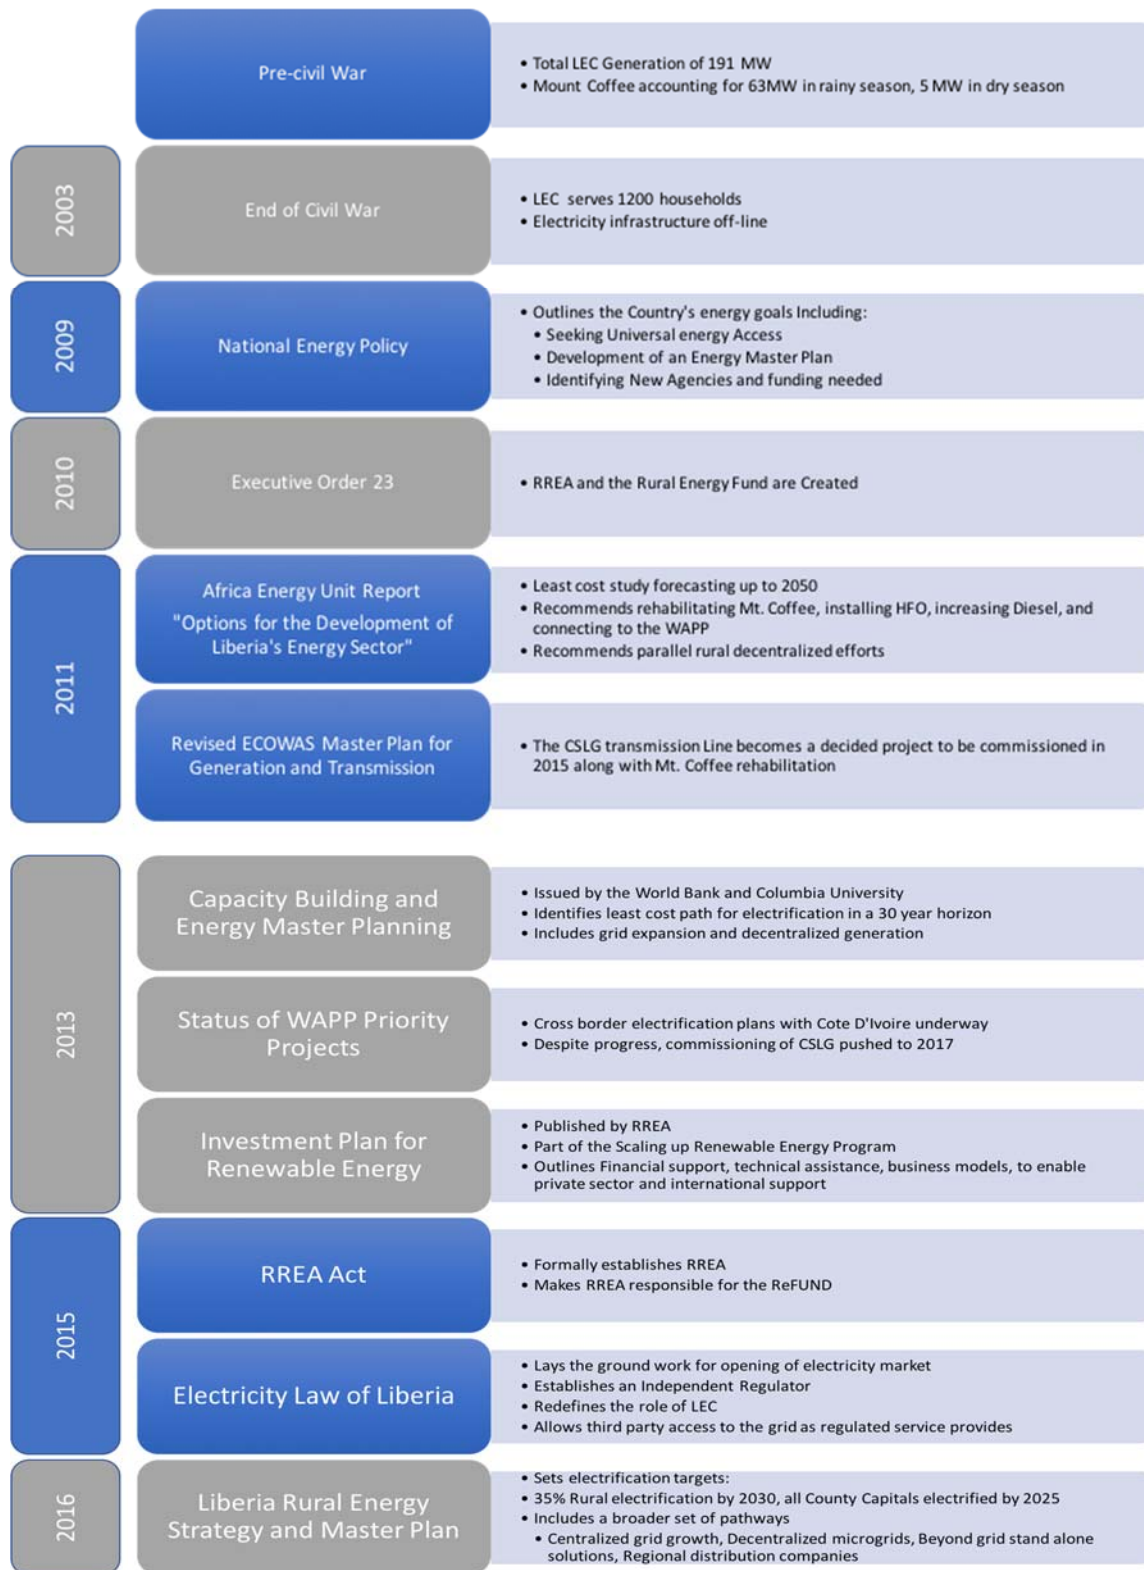 Pre-civil War
• Total LEC Generation of 191 MW
• Mount Coffee accounting for 63MW in rainy season, 5 MW in dry season
2003
End of Civil War
• LEC serves 1200 households
• Electricity infrastructure off-line
2009
National Energy Policy
• Outlines the Country's energy goals Including:
• Seeking Universal energy Access
• Development of an Energy Master Plan
• Identifying New Agencies and funding needed
2010
Executive Order 23
• RREA and the Rural Energy Fund are Created
2011
Africa Energy Unit Report
"Options for the Development of
Liberia's Energy Sector"
• Least cost study forecasting up to 2050
• Recommends rehabilitating Mt. Coffee, installing HFO, increasing Diesel, and
connecting to the WAPP
• Recommends parallel rural decentralized efforts
Revised ECOWAS Master Plan for
Generation and Transmission
• The CSLG transmission Line becomes a decided project to be commissioned in
2015 along with Mt. Coffee rehabilitation
2013
Capacity Building and
Energy Master Planning
• Issued by the World Bank and Columbia University
• Identifies least cost path for electrification in a 30 year horizon
• Includes grid expansion and decentralized generation
Status of WAPP Priority
Projects
• Cross border electrification plans with Cote D'Ivoire underway
• Despite progress, commissioning of CSLG pushed to 2017
Investment Plan for
Renewable Energy
• Published by RREA
• Part of the Scaling up Renewable Energy Program
• Outlines Financial support, technical assistance, business models, to enable
private sector and international support
2015
RREA Act
• Formally establishes RREA
• Makes RREA responsible for the ReFUND
Electricity Law of Liberia
• Lays the ground work for opening of electricity market
• Establishes an Independent Regulator
• Redefines the role of LEC
• Allows third party access to the grid as regulated service provides
2016
Liberia Rural Energy
Strategy and Master Plan
• Sets electrification targets:
• 35% Rural electrification by 2030, all County Capitals electrified by 2025
• Includes a broader set of pathways
• Centralized grid growth, Decentralized microgrids, Beyond grid stand alone
solutions, Regional distribution companies